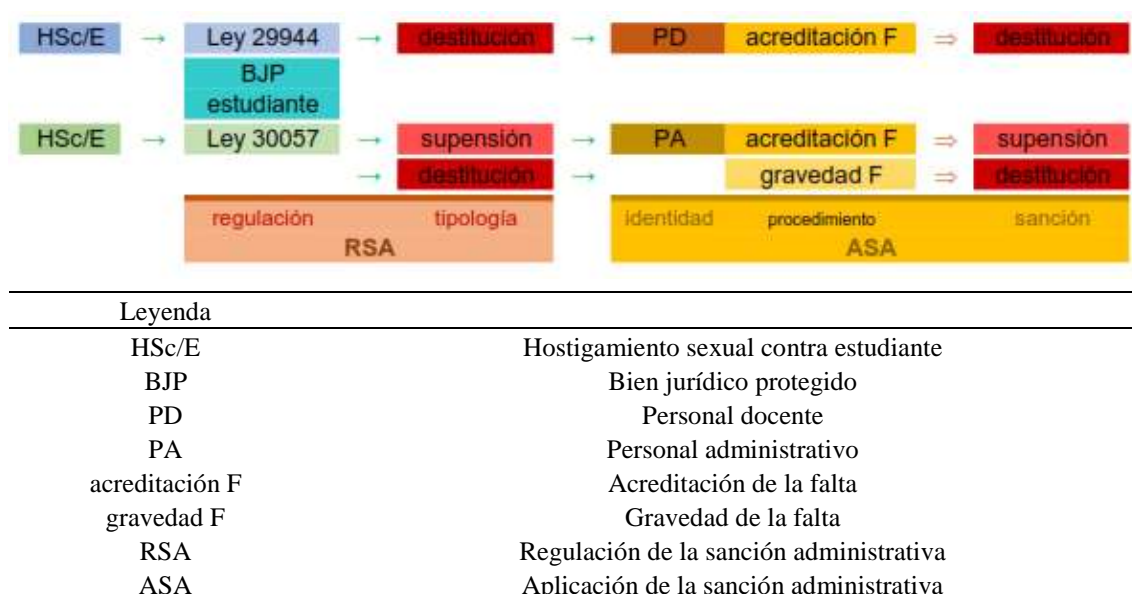 HSc/E → Ley 29944 → destitución → PD acreditación F ⇒ destitución
BJP
estudiante
HSc/E → Ley 30057 → supensión → PA acreditación F ⇒ supensión
→ destitución → gravedad F ⇒ destitución
regulación tipología identidad procedimiento sanción
RSA ASA
Leyenda
HSc/E Hostigamiento sexual contra estudiante
BJP Bien jurídico protegido
PD Personal docente
PA Personal administrativo
acreditación F Acreditación de la falta
gravedad F Gravedad de la falta
RSA Regulación de la sanción administrativa
ASA Aplicación de la sanción administrativa